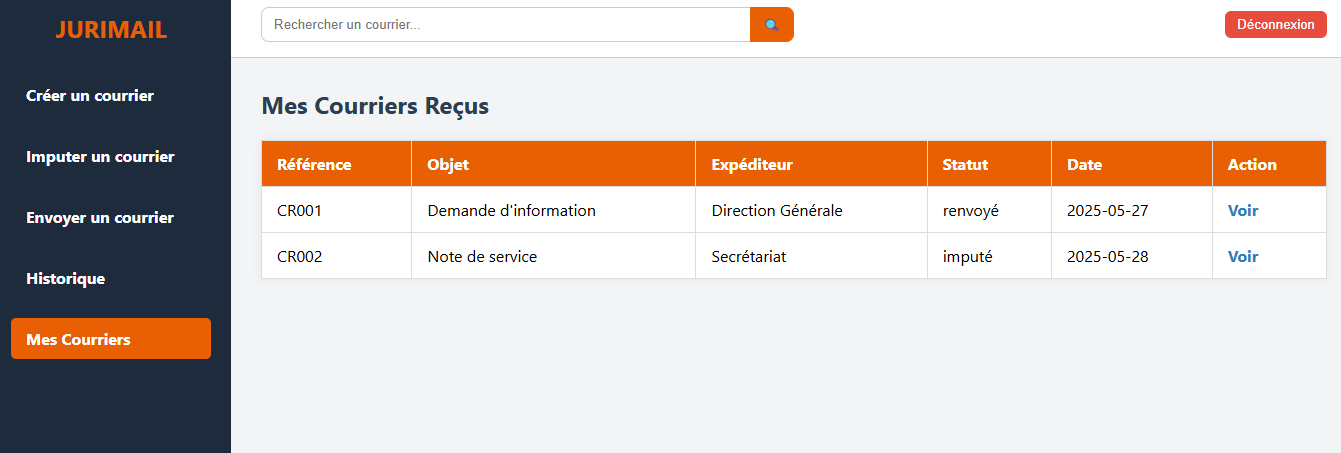 JURIMAIL
Créer un courrier
Imputer un courrier
Envoyer un courrier
Historique
Mes Courriers
Rechercher un courrier...
Déconnexion
Mes Courriers Reçus
Référence Objet Expéditeur Statut Date Action
CR001 Demande d'information Direction Générale renvoyé 2025-05-27 Voir
CR002 Note de service Secrétariat imputé 2025-05-28 Voir